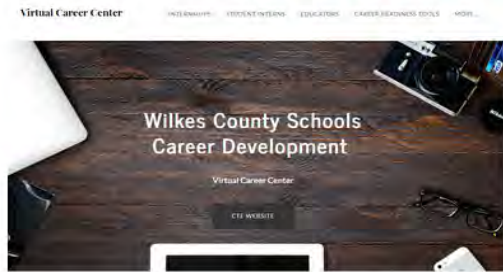 Virtual Career Center
INTERNSHIPS STUDENT INTERNS EDUCATORS CAREER READINESS TOOLS MORE...
Wilkes County Schools
Career Development
Virtual Career Center
CTE WEBSITE